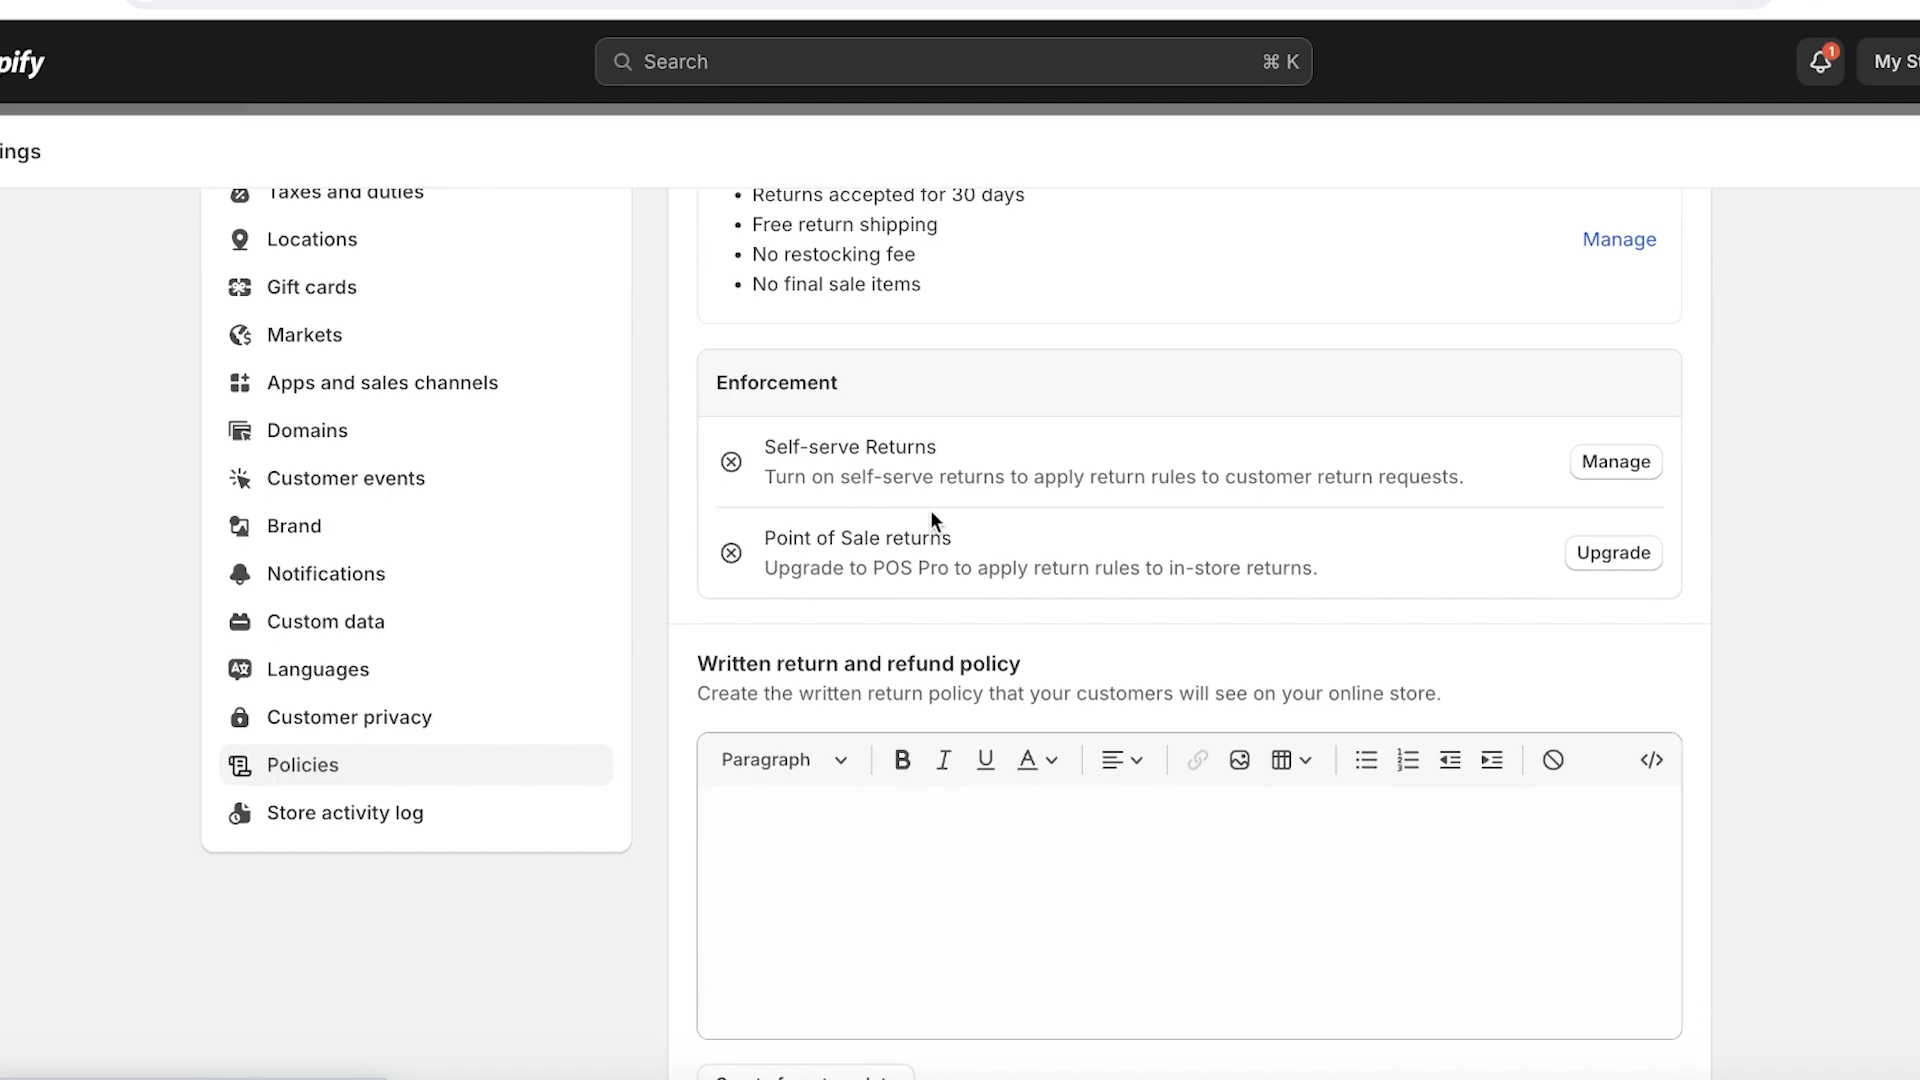 pify
Search
⌘ K
1
My S
ings
Taxes and duties
Locations
Gift cards
Markets
Apps and sales channels
Domains
Customer events
Brand
Notifications
Custom data
Languages
Customer privacy
Policies
Store activity log
• Returns accepted for 30 days
• Free return shipping
• No restocking fee
• No final sale items
Manage
Enforcement
Self-serve Returns
Turn on self-serve returns to apply return rules to customer return requests.
Manage
Point of Sale returns
Upgrade to POS Pro to apply return rules to in-store returns.
Upgrade
Written return and refund policy
Create the written return policy that your customers will see on your online store.
Paragraph B I U A </>